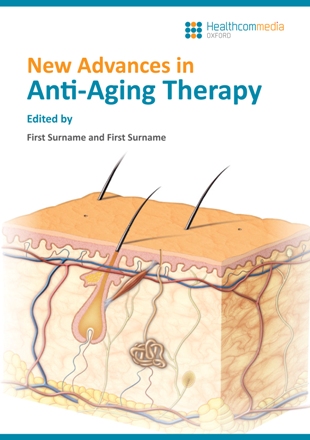 Healthcommedia
OXFORD
New Advances in
Anti-Aging Therapy
Edited by
First Surname and First Surname